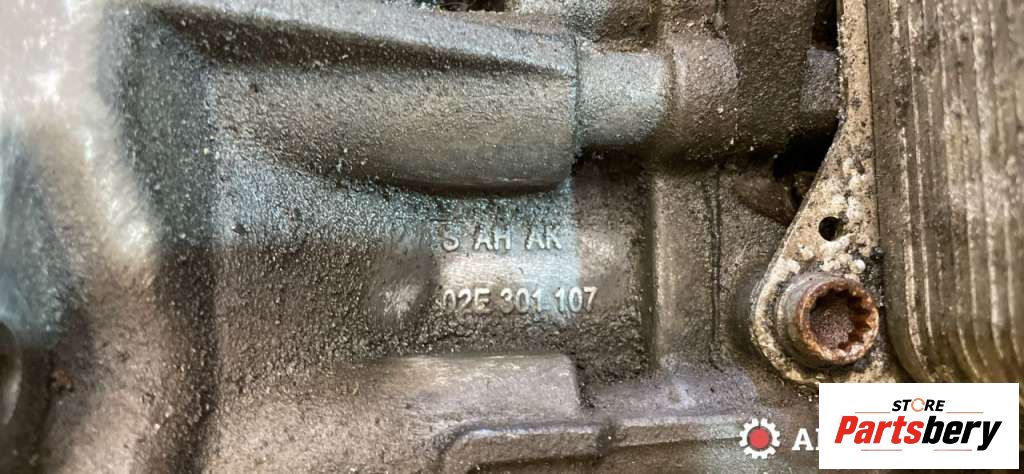 S AH AK
02E 301 107
STORE
Partsbery